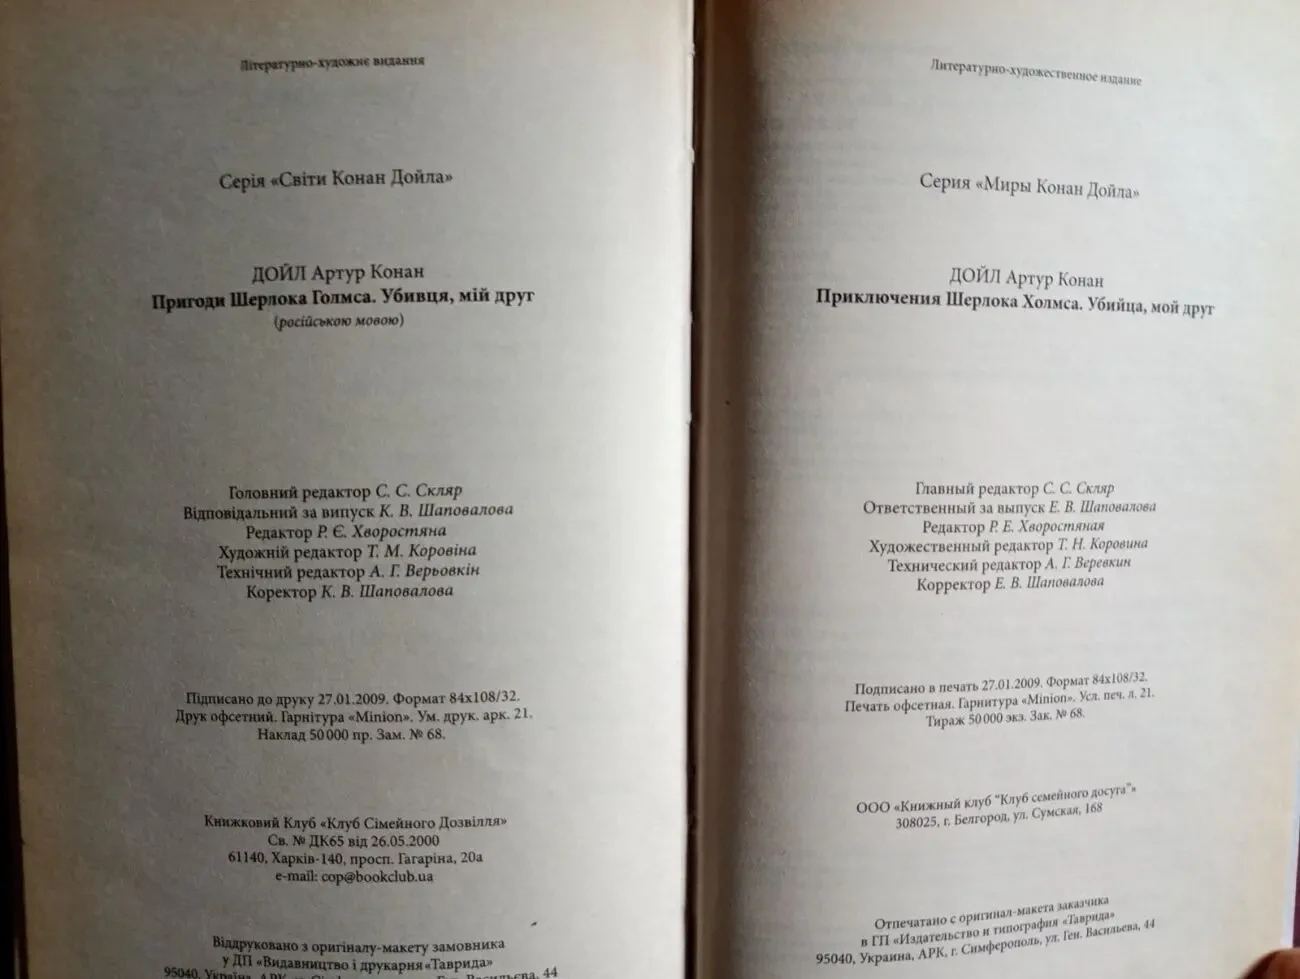 Літературно-художнє видання
Серія «Світи Конан Дойла»
ДОЙЛ Артур Конан
Пригоди Шерлока Голмса. Убивця, мій друг
(російською мовою)
Головний редактор С. С. Скляр
Відповідальний за випуск К. В. Шаповалова
Редактор Р. Є. Хворостяна
Художній редактор Т. М. Коровіна
Технічний редактор А. Г. Верьовкін
Коректор К. В. Шаповалова
Підписано до друку 27.01.2009. Формат 84х108/32.
Друк офсетний. Гарнітура «Minion». Ум. друк. арк. 21.
Наклад 50 000 пр. Зам. № 68.
Книжковий Клуб «Клуб Сімейного Дозвілля»
Св. № ДК65 від 26.05.2000
61140, Харків-140, просп. Гагаріна, 20а
e-mail: cop@bookclub.ua
Віддруковано з оригіналу-макету замовника
у ДП «Видавництво і друкарня «Таврида»
95040, Україна, АРК, Ген. Васильєва, 44
Литературно-художественное издание
Серия «Миры Конан Дойла»
ДОЙЛ Артур Конан
Приключения Шерлока Холмса. Убийца, мой друг
Главный редактор С. С. Скляр
Ответственный за выпуск Е. В. Шаповалова
Редактор Р. Е. Хворостяная
Художественный редактор Т. Н. Коровина
Технический редактор А. Г. Веревкин
Корректор Е. В. Шаповалова
Подписано в печать 27.01.2009. Формат 84х108/32.
Печать офсетная. Гарнитура «Minion». Усл. печ. л. 21.
Тираж 50 000 экз. Зак. № 68.
ООО «Книжный клуб "Клуб семейного досуга"»
308025, г. Белгород, ул. Сумская, 168
Отпечатано с оригинал-макета заказчика
в ГП «Издательство и типография «Таврида»
95040, Украина, АРК, г. Симферополь, ул. Ген. Васильева, 44